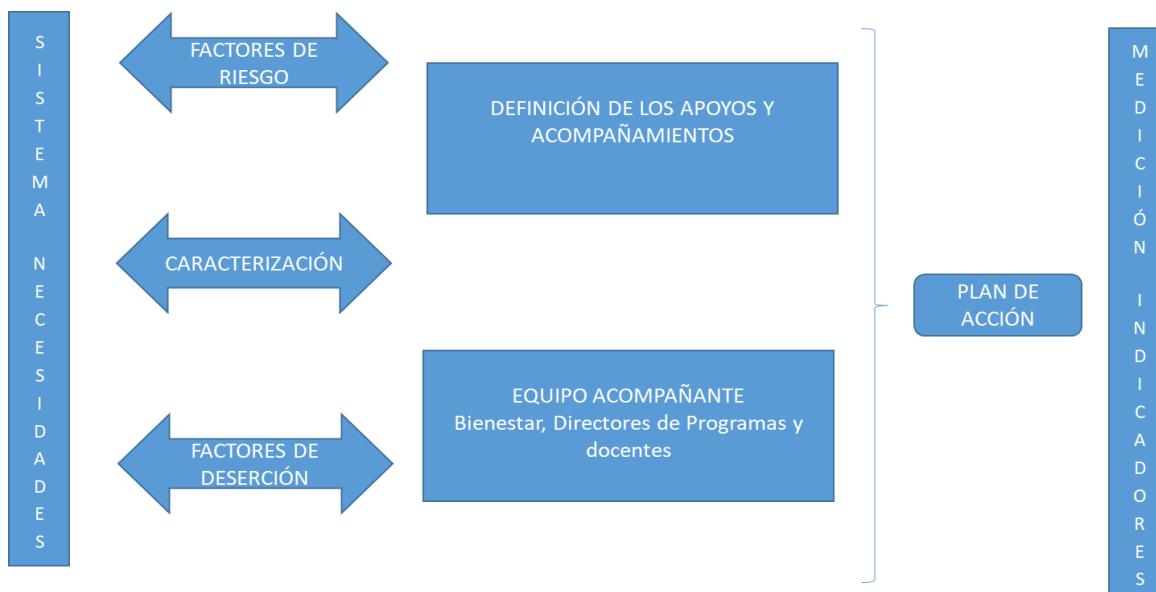 SISTEMA NECESIDADES
FACTORES DE
RIESGO
CARACTERIZACIÓN
FACTORES DE
DESERCIÓN
DEFINICIÓN DE LOS APOYOS Y
ACOMPAÑAMIENTOS
EQUIPO ACOMPAÑANTE
Bienestar, Directores de Programas y
docentes
PLAN DE
ACCIÓN
MEDICIÓN INDICADORES